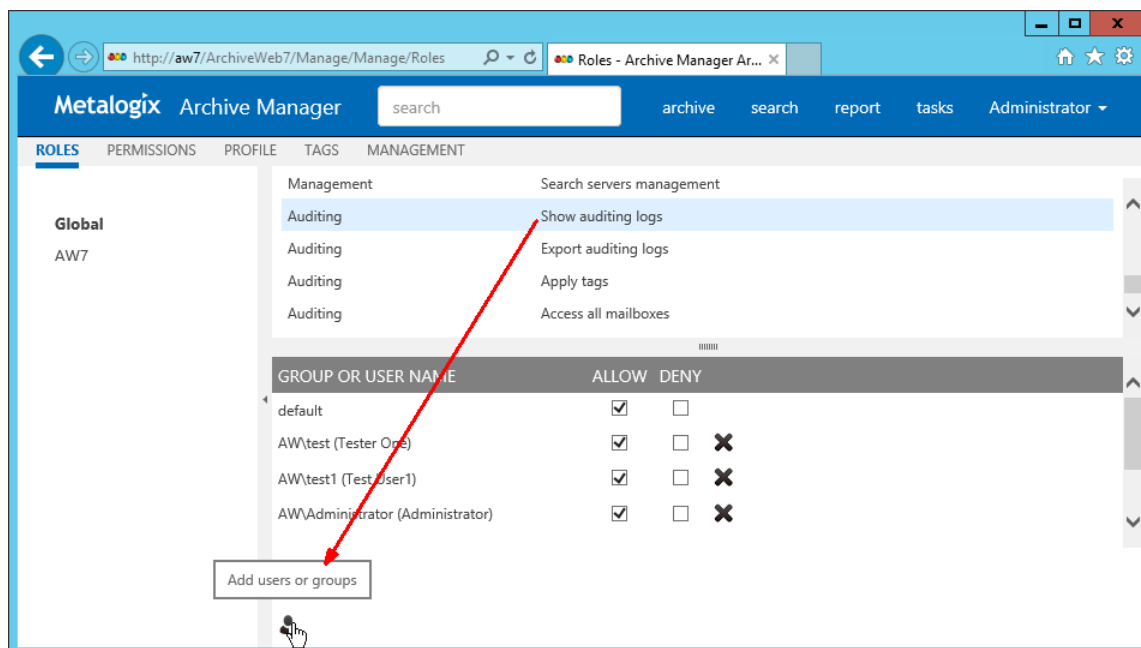 http://aw7/ArchiveWeb7/Manage/Manage/Roles
Roles - Archive Manager Ar...
Metalogix Archive Manager search archive search report tasks Administrator
ROLES PERMISSIONS PROFILE TAGS MANAGEMENT
Management Search servers management
Global
Auditing Show auditing logs
AW7
Auditing Export auditing logs
Auditing Apply tags
Auditing Access all mailboxes
GROUP OR USER NAME ALLOW DENY
default
AW\test (Tester One)
AW\test1 (Test User1)
AW\Administrator (Administrator)
Add users or groups